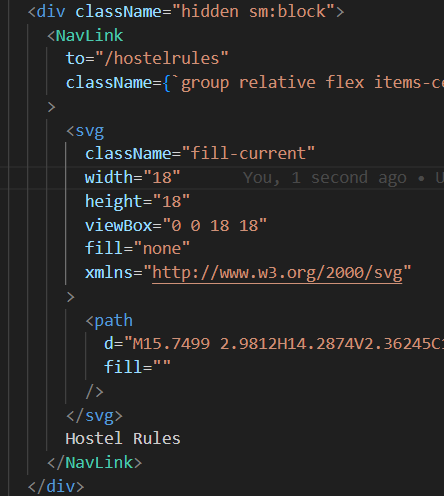 <div className="hidden sm:block">
<NavLink
to="/hostelrules"
className={`group relative flex items-ce
>
<svg
className="fill-current"
width="18" You, 1 second ago • U
height="18"
viewBox="0 0 18 18"
fill="none"
xmlns="http://www.w3.org/2000/svg"
>
<path
d="M15.7499 2.9812H14.2874V2.36245C1
fill=""
/>
</svg>
Hostel Rules
</NavLink>
</div>